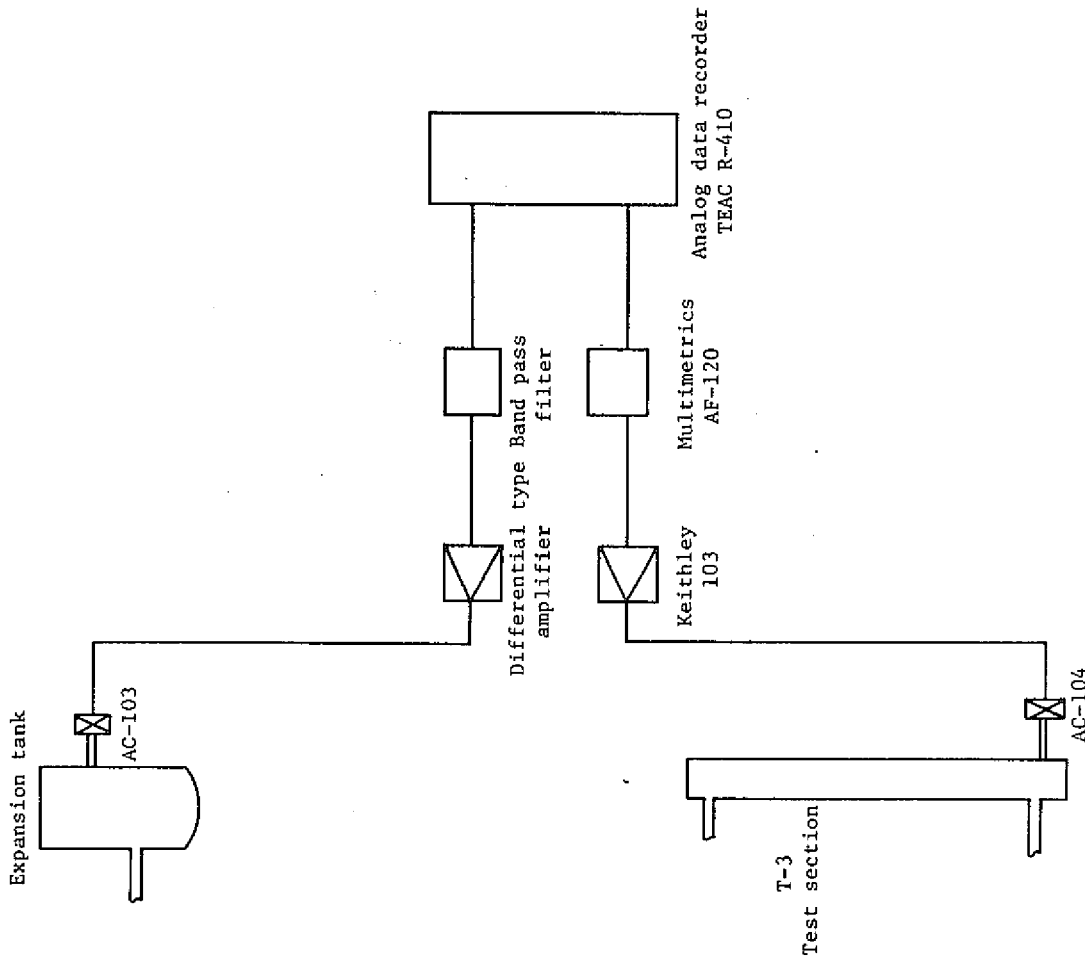 Expansion tank
AC-103
Differential type
amplifier
Band pass
filter
Keithley
103
Multimetrics
AF-120
Analog data recorder
TEAC R-410
T-3
Test section
AC-104